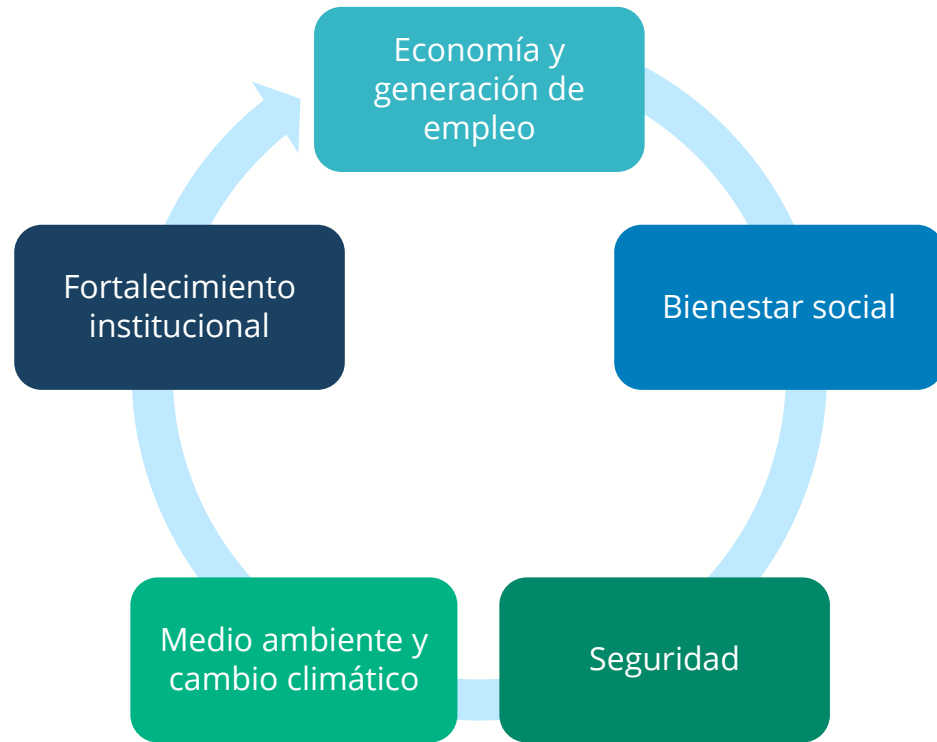 Economía y
generación de
empleo
Bienestar social
Seguridad
Medio ambiente y
cambio climático
Fortalecimiento
institucional